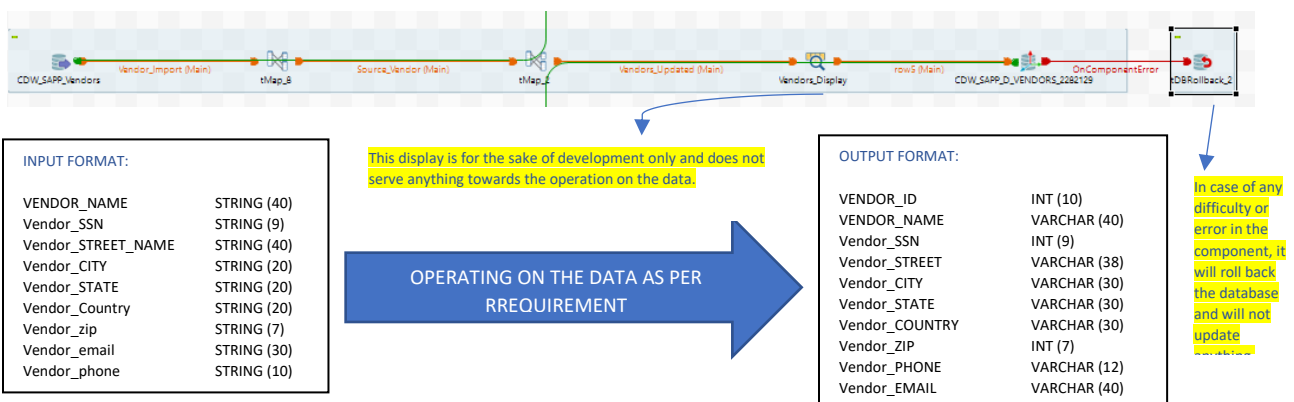 Vendor_Import (Main)
Source_Vendor (Main)
Vendors_Updated (Main)
row5 (Main)
OnComponentError
CDW_SAPP_Vendors
tMap_8
tMap_2
Vendors_Display
CDW_SAPP_D_VENDORS_2282129
tDBRollback_2
This display is for the sake of development only and does not
serve anything towards the operation on the data.
INPUT FORMAT:
VENDOR_NAME STRING (40)
Vendor_SSN STRING (9)
Vendor_STREET_NAME STRING (40)
Vendor_CITY STRING (20)
Vendor_STATE STRING (20)
Vendor_Country STRING (20)
Vendor_zip STRING (7)
Vendor_email STRING (30)
Vendor_phone STRING (10)
OPERATING ON THE DATA AS PER
RREQUIREMENT
OUTPUT FORMAT:
VENDOR_ID INT (10)
VENDOR_NAME VARCHAR (40)
Vendor_SSN INT (9)
Vendor_STREET VARCHAR (38)
Vendor_CITY VARCHAR (30)
Vendor_STATE VARCHAR (30)
Vendor_COUNTRY VARCHAR (30)
Vendor_ZIP INT (7)
Vendor_PHONE VARCHAR (12)
Vendor_EMAIL VARCHAR (40)
In case of any
difficulty or
error in the
component, it
will roll back
the database
and will not
update